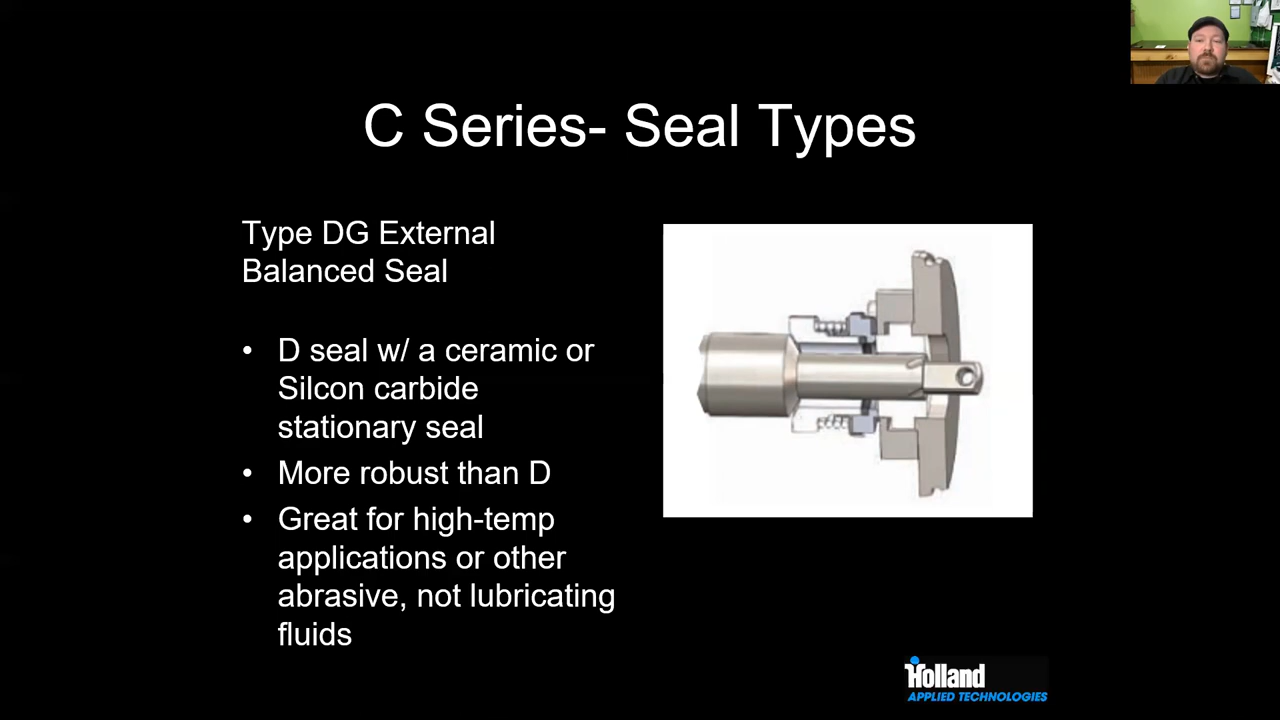 C Series- Seal Types
Type DG External
Balanced Seal
• D seal w/ a ceramic or
Silcon carbide
stationary seal
• More robust than D
• Great for high-temp
applications or other
abrasive, not lubricating
fluids
Holland
APPLIED TECHNOLOGIES